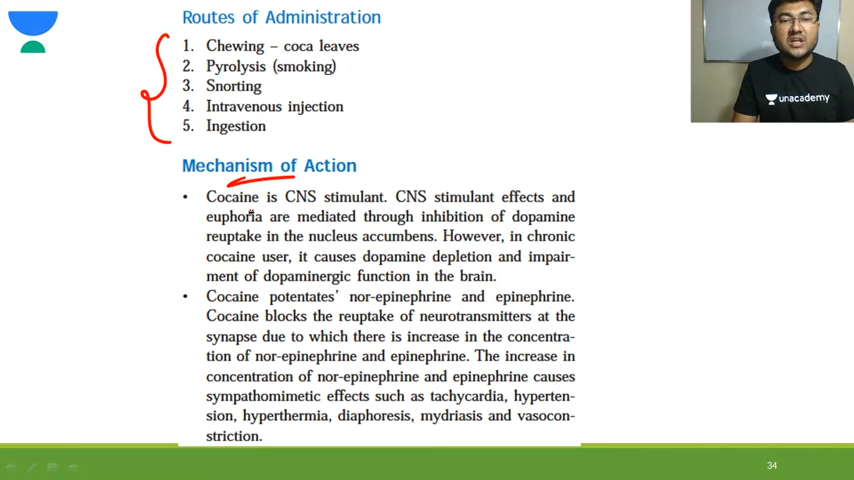 Routes of Administration
1. Chewing – coca leaves
2. Pyrolysis (smoking)
3. Snorting
4. Intravenous injection
5. Ingestion
Mechanism of Action
• Cocaine is CNS stimulant. CNS stimulant effects and
euphoria are mediated through inhibition of dopamine
reuptake in the nucleus accumbens. However, in chronic
cocaine user, it causes dopamine depletion and impair-
ment of dopaminergic function in the brain.
• Cocaine potentates’ nor-epinephrine and epinephrine.
Cocaine blocks the reuptake of neurotransmitters at the
synapse due to which there is increase in the concentra-
tion of nor-epinephrine and epinephrine. The increase in
concentration of nor-epinephrine and epinephrine causes
sympathomimetic effects such as tachycardia, hyperten-
sion, hyperthermia, diaphoresis, mydriasis and vasocon-
striction.
unacademy
34